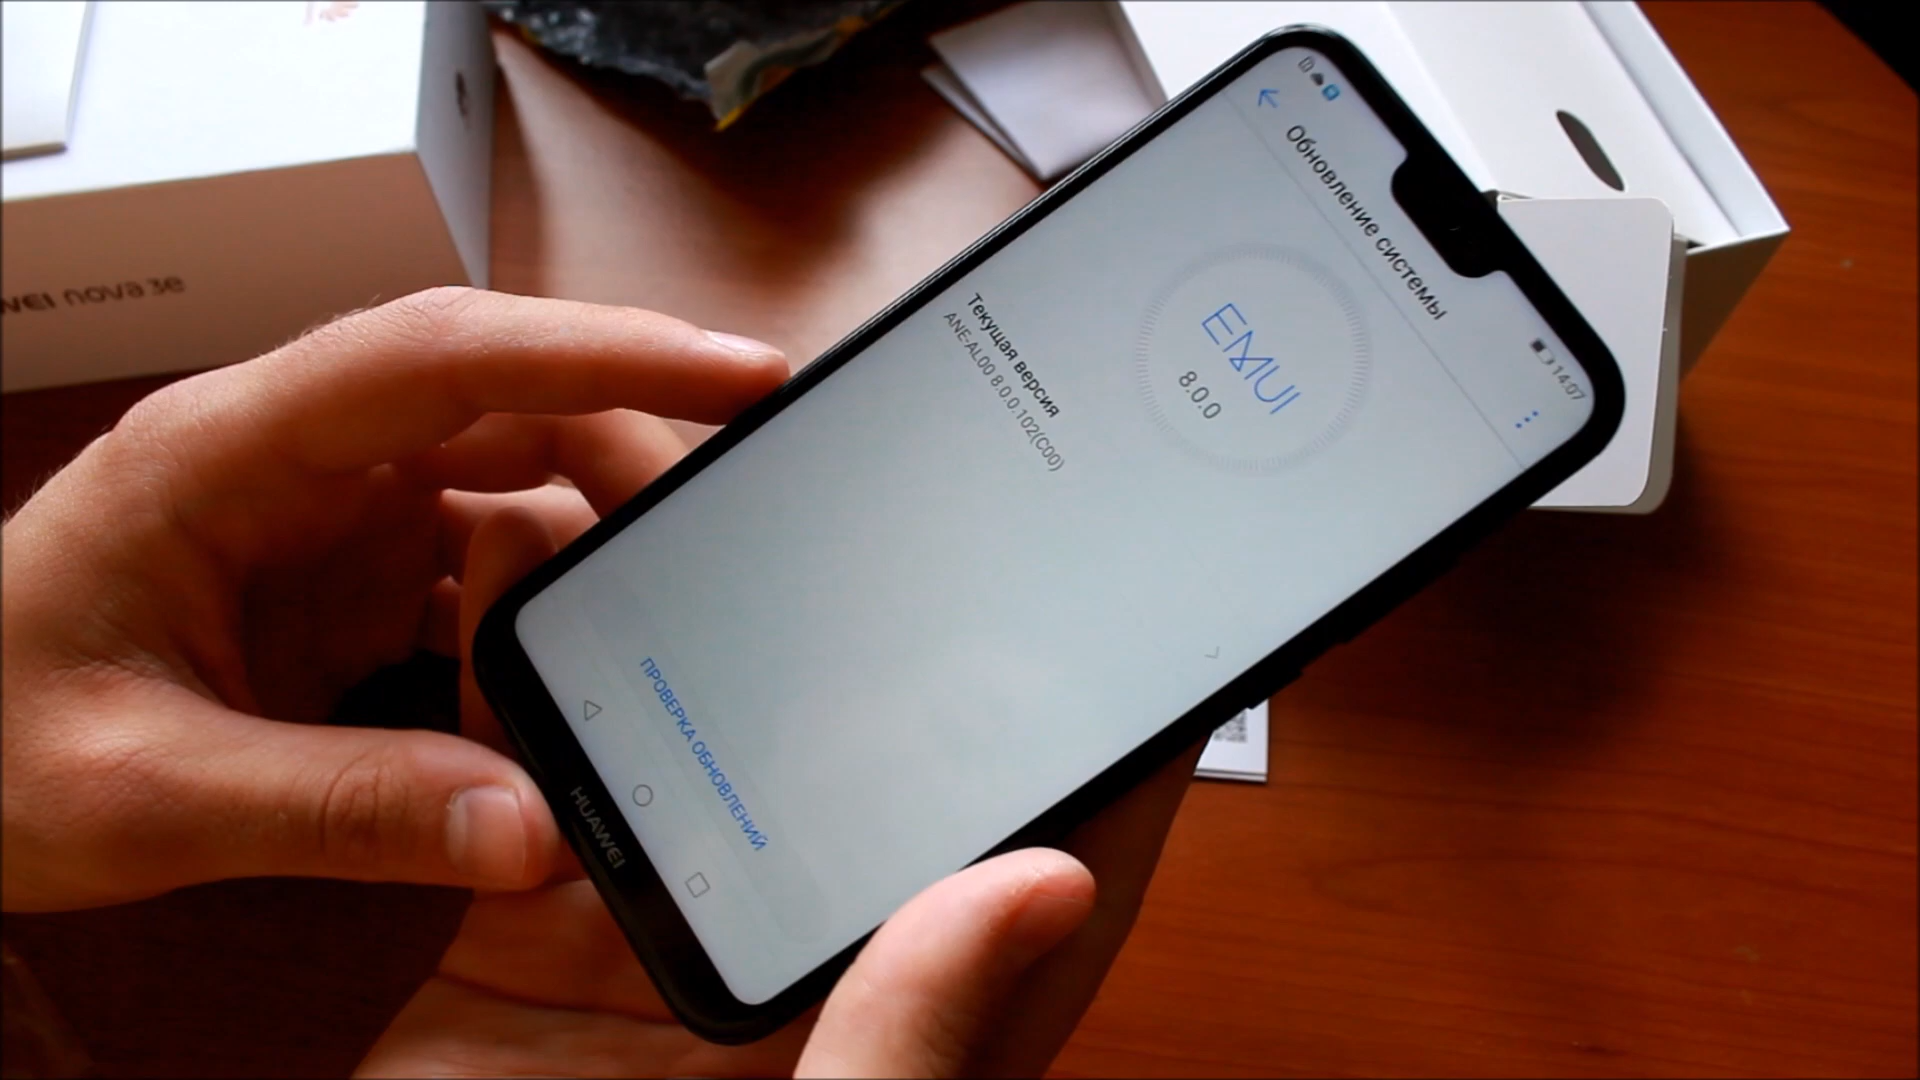 WEI nova 3e
14:07
Обновление системы
EMUI
8.0.0
Текущая версия
ANE-AL00 8.0.0.102(C00)
ПРОВЕРКА ОБНОВЛЕНИЙ
HUAWEI